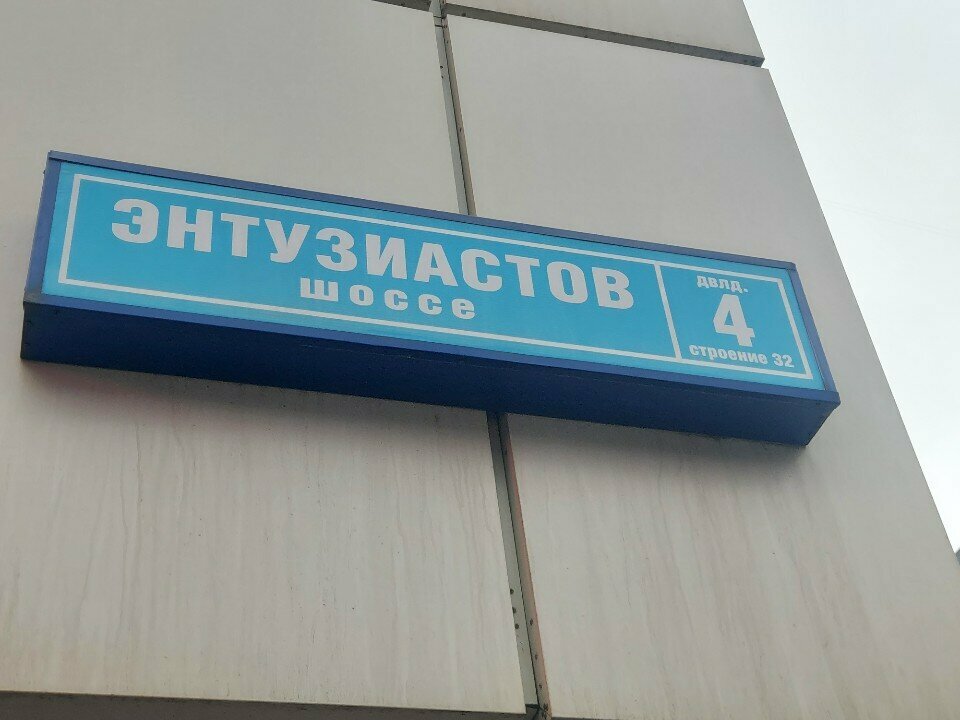 ЭНТУЗИАСТОВ
шоссе
двлд.
4
строение 32